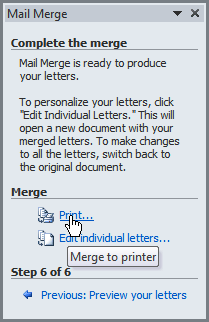 Mail Merge
Complete the merge
Mail Merge is ready to produce
your letters.
To personalize your letters, click
"Edit Individual Letters." This will
open a new document with your
merged letters. To make changes
to all the letters, switch back to
the original document.
Merge
Print...
Edit individual letters...
Merge to printer
Step 6 of 6
Previous: Preview your letters